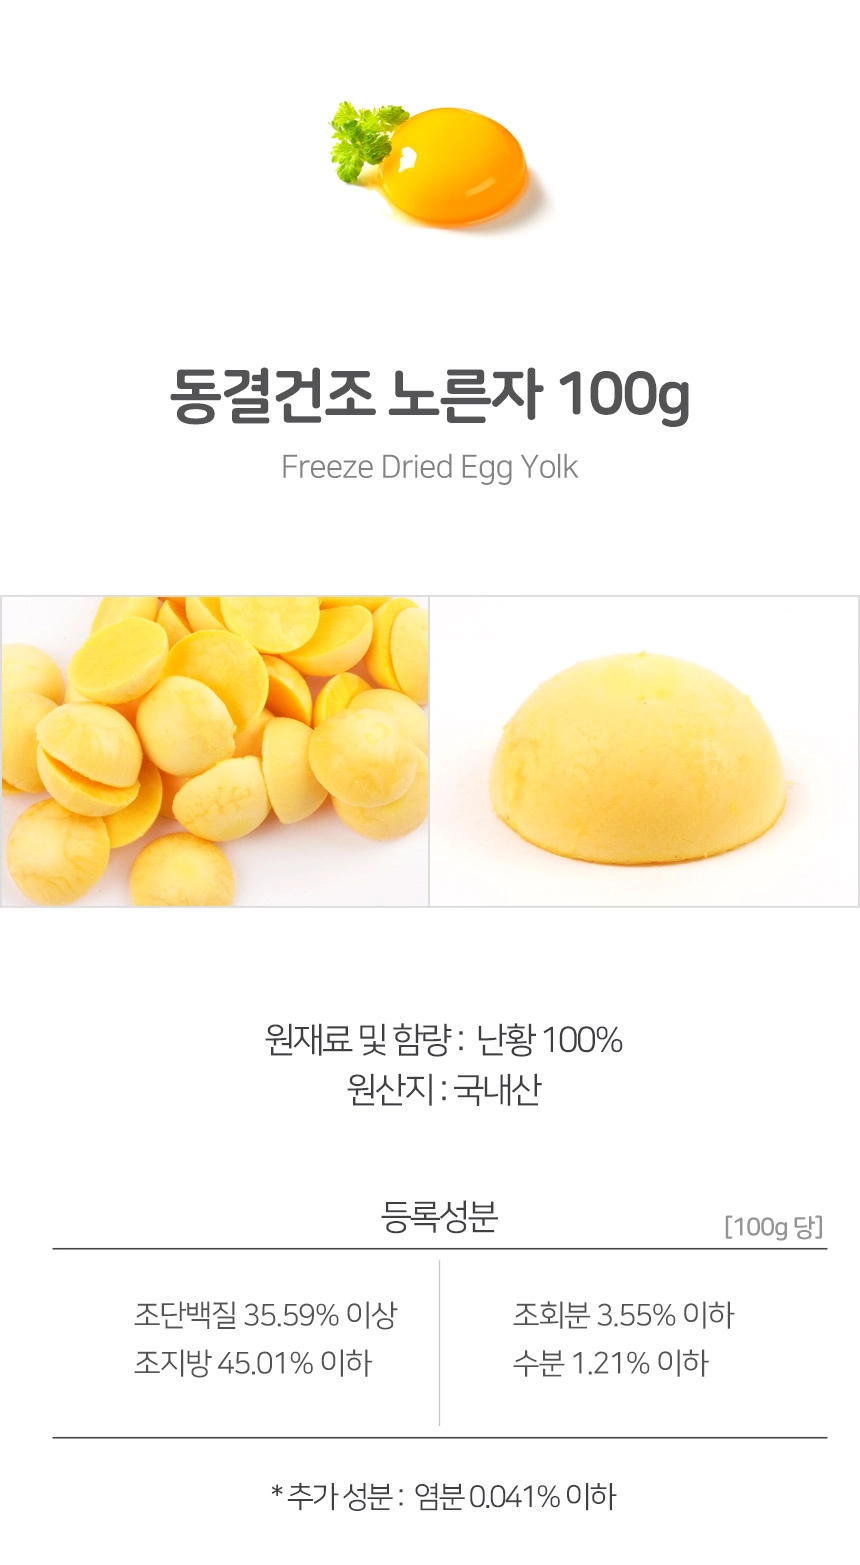 동결건조 노른자 100g
Freeze Dried Egg Yolk
원재료 및 함량 : 난황 100%
원산지 : 국내산
등록성분
[100g 당]
조단백질 35.59% 이상
조지방 45.01% 이하
조회분 3.55% 이하
수분 1.21% 이하
* 추가 성분 : 염분 0.041% 이하